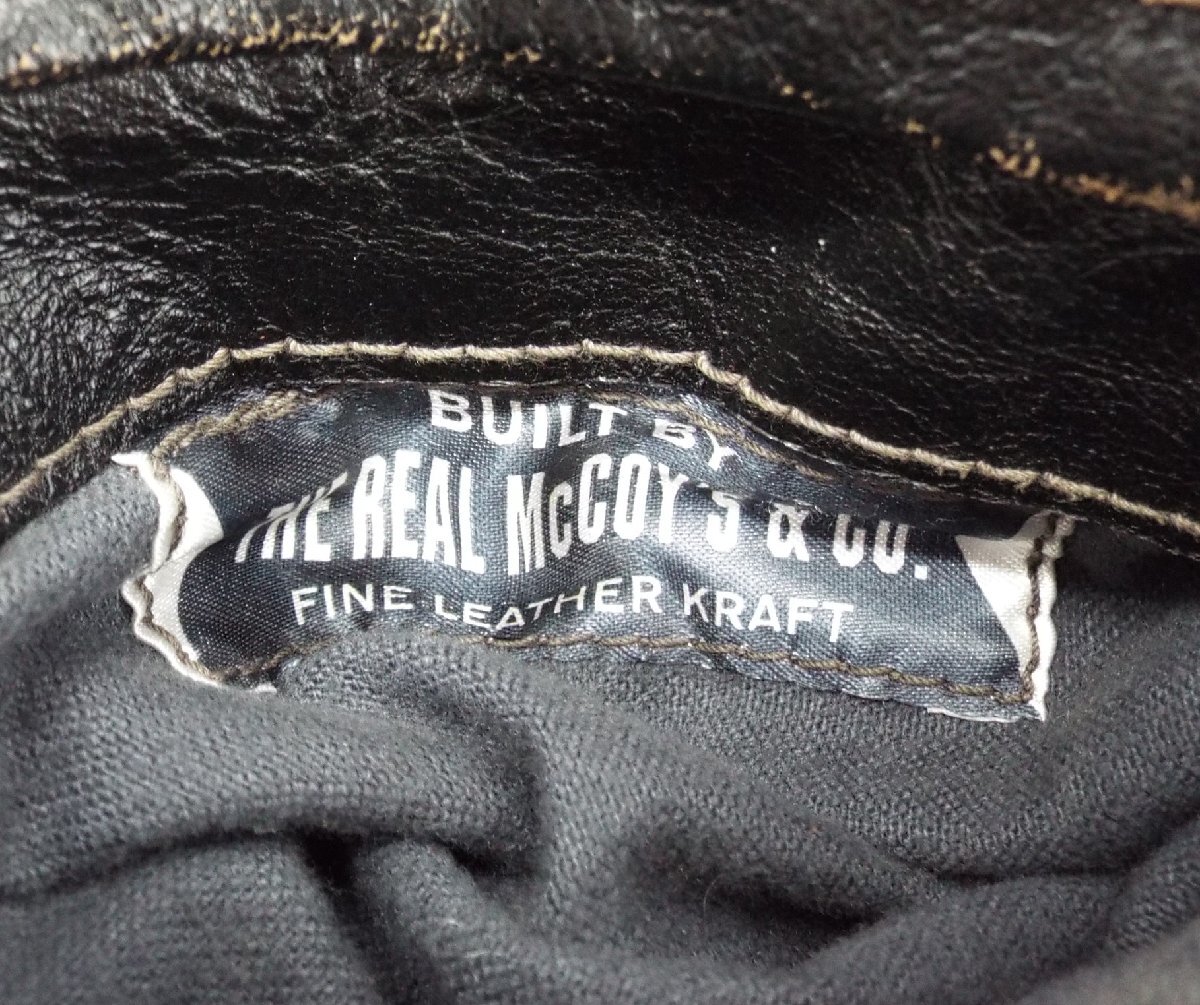 BUILT BY
THE REAL McCOY'S & CO.
FINE LEATHER KRAFT